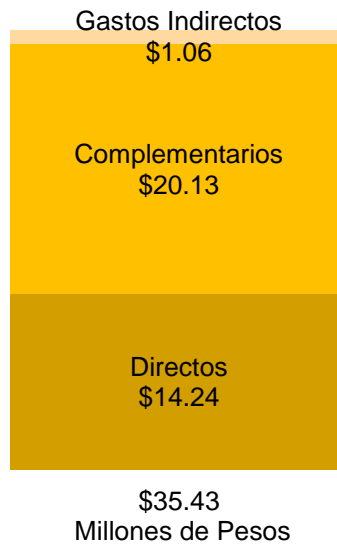 Gastos Indirectos
$1.06
Complementarios
$20.13
Directos
$14.24
$35.43
Millones de Pesos